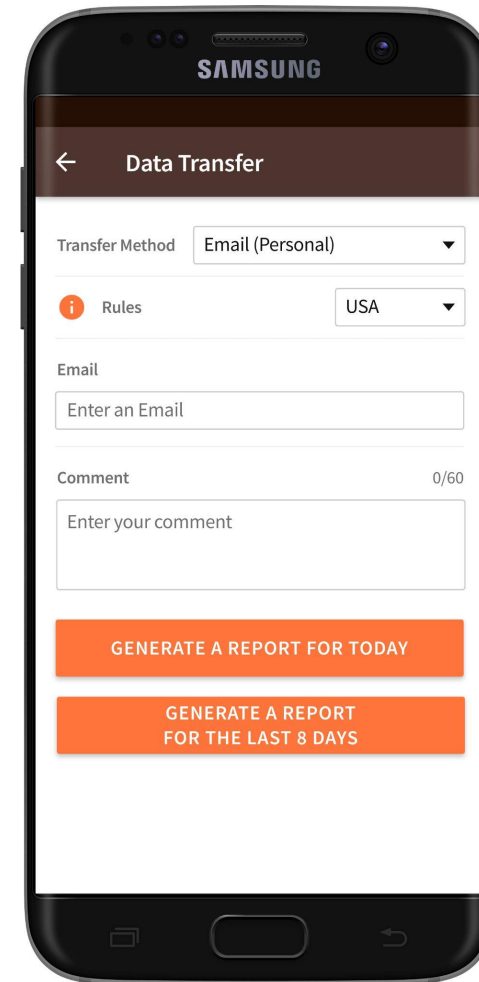 SAMSUNG
Data Transfer
Transfer Method Email (Personal)
i Rules USA
Email
Enter an Email
Comment 0/60
Enter your comment
GENERATE A REPORT FOR TODAY
GENERATE A REPORT
FOR THE LAST 8 DAYS